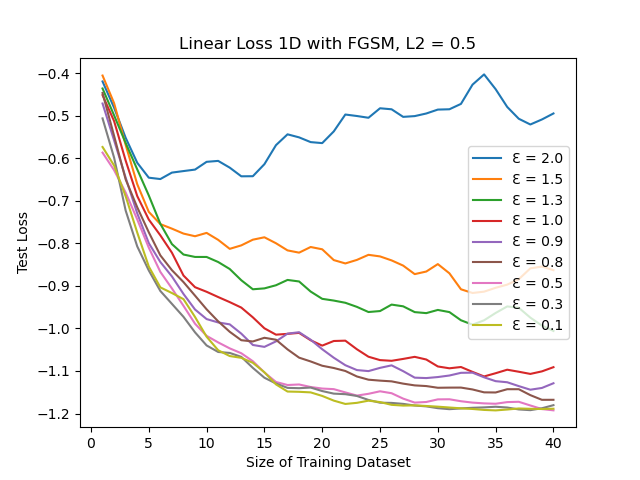 Linear Loss 1D with FGSM, L2 = 0.5
Test Loss
−0.4
−0.5
−0.6
−0.7
−0.8
−0.9
−1.0
−1.1
−1.2
0
5
10
15
20
25
30
35
40
Size of Training Dataset
Ɛ = 2.0
Ɛ = 1.5
Ɛ = 1.3
Ɛ = 1.0
Ɛ = 0.9
Ɛ = 0.8
Ɛ = 0.5
Ɛ = 0.3
Ɛ = 0.1